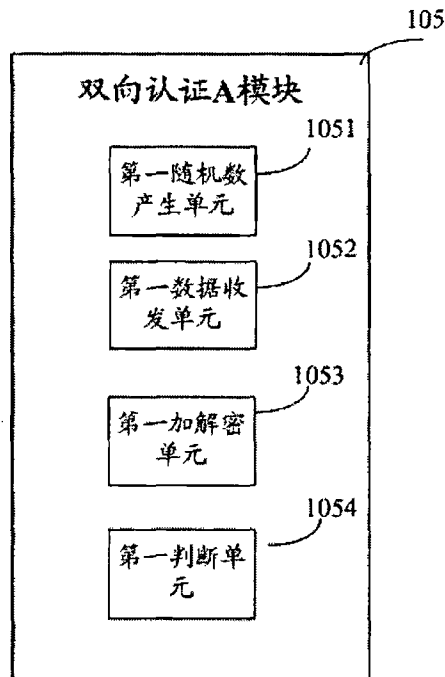 105
双向认证A模块
1051
第一随机数
产生单元
1052
第一数据收
发单元
1053
第一加解密
单元
1054
第一判断单
元